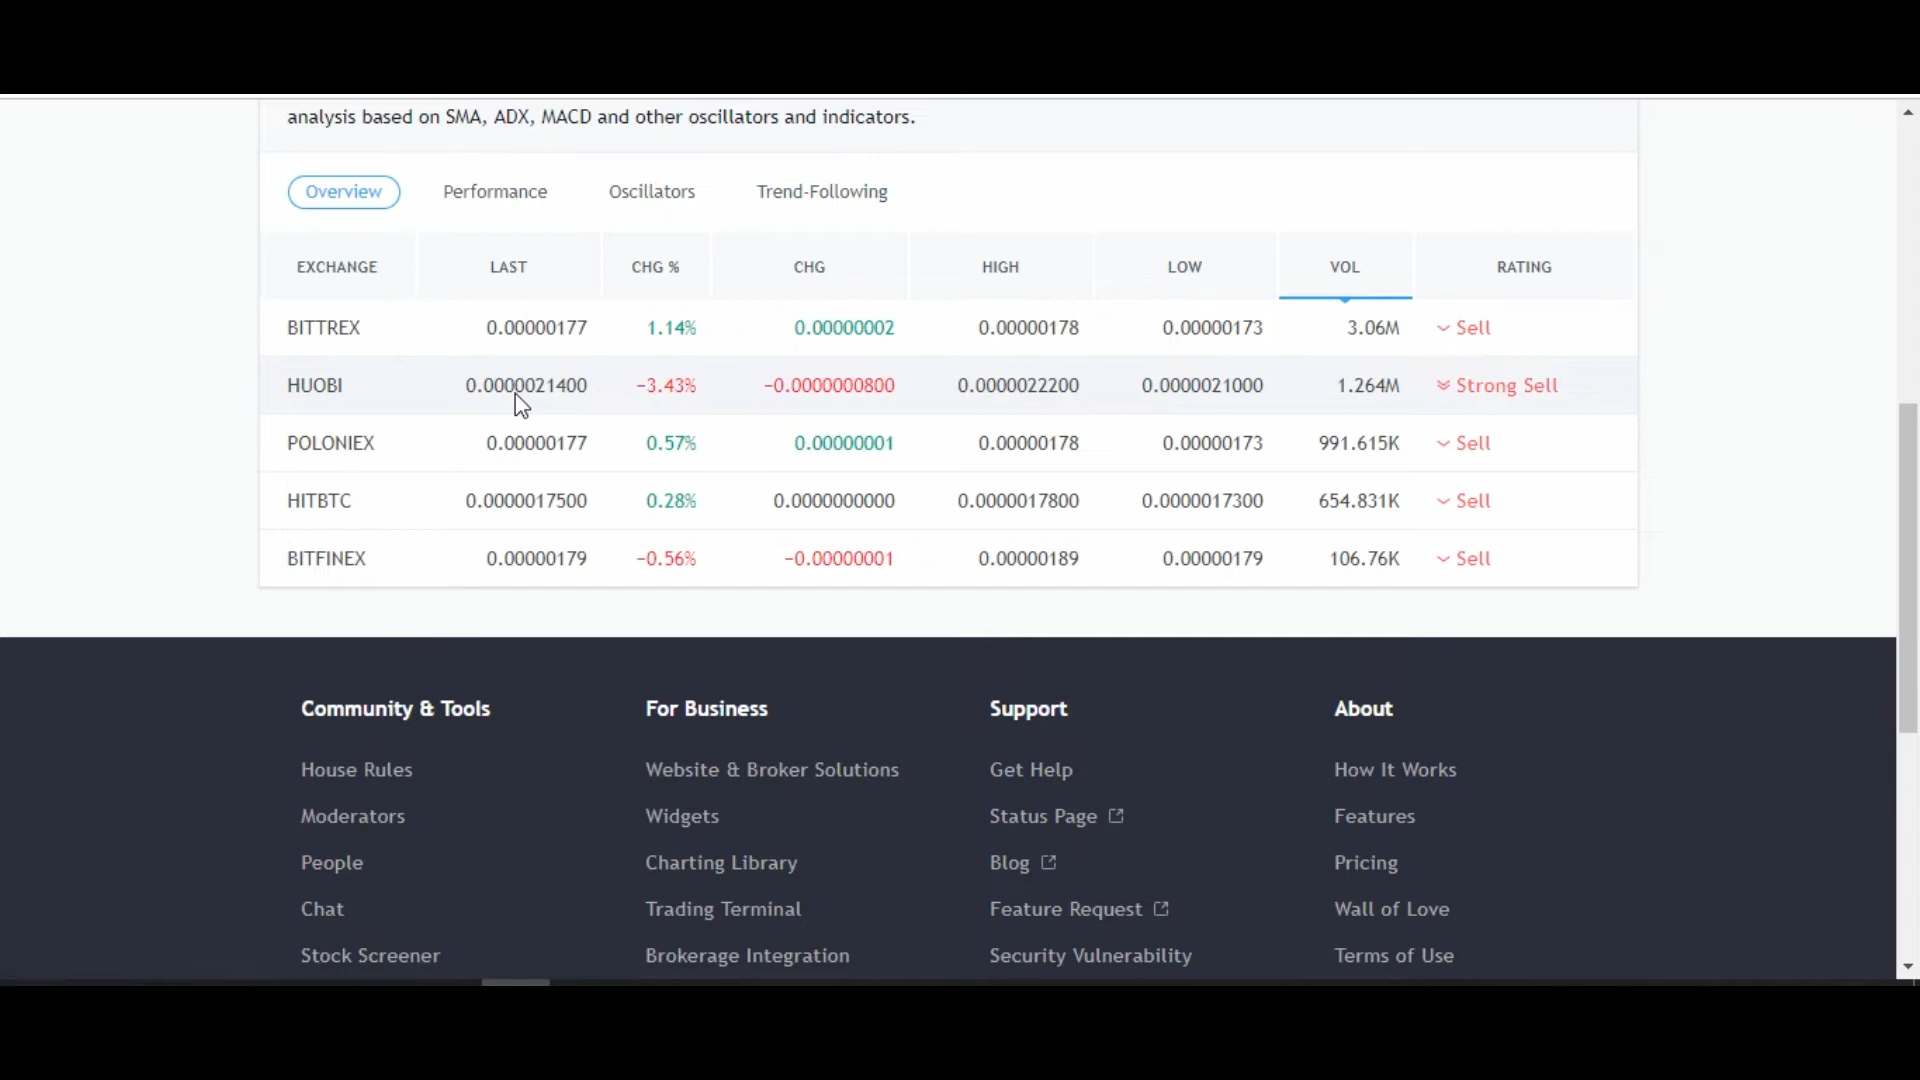 analysis based on SMA, ADX, MACD and other oscillators and indicators.
Overview Performance Oscillators Trend-Following
EXCHANGE LAST CHG % CHG HIGH LOW VOL RATING
BITTREX 0.00000177 1.14% 0.00000002 0.00000178 0.00000173 3.06M Sell
HUOBI 0.0000021400 −3.43% −0.0000000800 0.0000022200 0.0000021000 1.264M Strong Sell
POLONIEX 0.00000177 0.57% 0.00000001 0.00000178 0.00000173 991.615K Sell
HITBTC 0.0000017500 0.28% 0.0000000000 0.0000017800 0.0000017300 654.831K Sell
BITFINEX 0.00000179 −0.56% −0.00000001 0.00000189 0.00000179 106.76K Sell
Community & Tools For Business Support About
House Rules Website & Broker Solutions Get Help How It Works
Moderators Widgets Status Page Features
People Charting Library Blog Pricing
Chat Trading Terminal Feature Request Wall of Love
Stock Screener Brokerage Integration Security Vulnerability Terms of Use